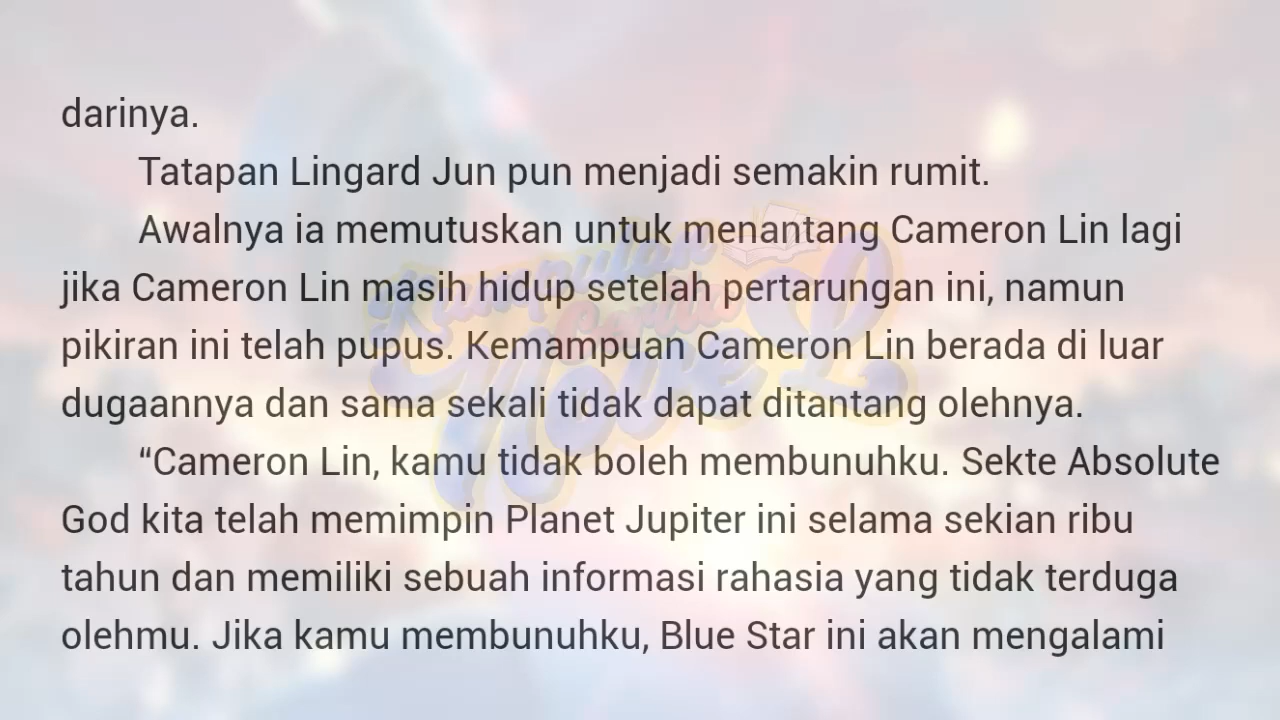 darinya.
Tatapan Lingard Jun pun menjadi semakin rumit.
Awalnya ia memutuskan untuk menantang Cameron Lin lagi
jika Cameron Lin masih hidup setelah pertarungan ini, namun
pikiran ini telah pupus. Kemampuan Cameron Lin berada di luar
dugaannya dan sama sekali tidak dapat ditantang olehnya.
“Cameron Lin, kamu tidak boleh membunuhku. Sekte Absolute
God kita telah memimpin Planet Jupiter ini selama sekian ribu
tahun dan memiliki sebuah informasi rahasia yang tidak terduga
olehmu. Jika kamu membunuhku, Blue Star ini akan mengalami
Kumpulan
Cerita